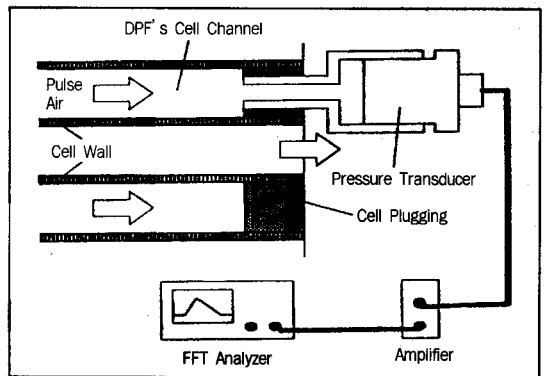 DPF's Cell Channel
Pulse
Air
Cell Wall
Pressure Transducer
Cell Plugging
FFT Analyzer
Amplifier